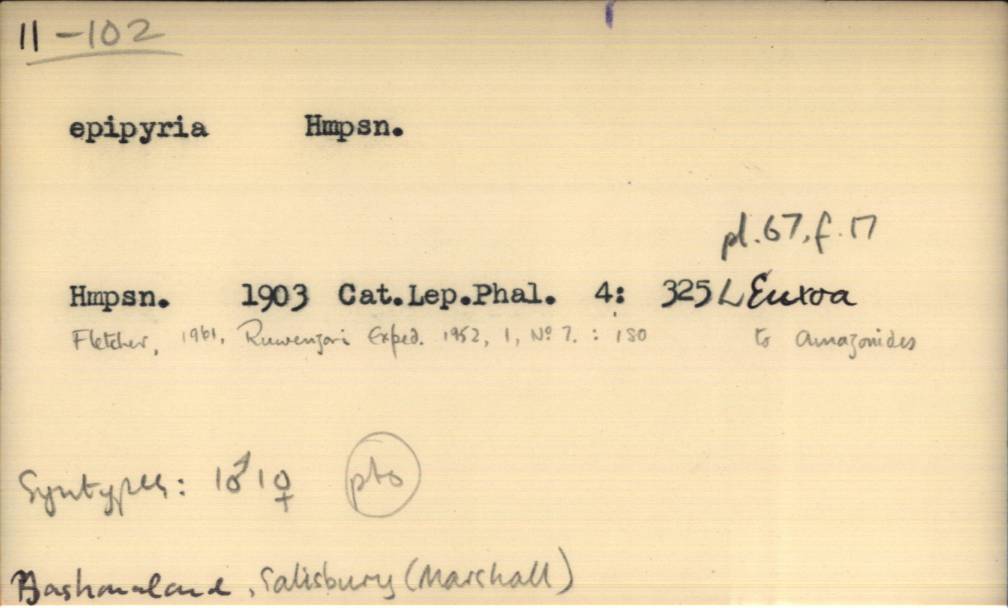 11-102
epipyria Hmpsn.
pl.67,f.17
Hmpsn. 1903 Cat.Lep.Phal. 4: 325 Euxoa
Fletcher, 1961, Ruwenzori Exped. 1952, 1, No 7. : 150 to Amazonides
Syntypes: 1♂ 1♀ pto
Mashonaland, Salisbury (Marshall)